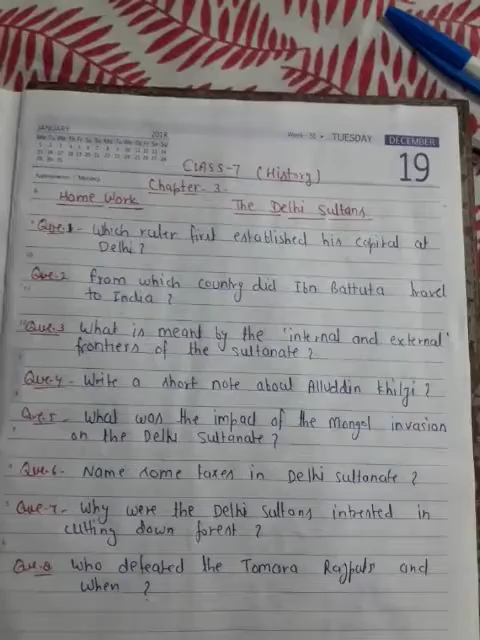 JANUARY 2018
Week - 51 • TUESDAY DECEMBER
19
Appointments / Memos
CLASS-7 (History)
Chapter-3.
Home Work The Delhi Sultans
Que.1- Which ruler first established his capital at
Delhi?
Que.2 from which country did Ibn Battuta travel
to India?
Que.3 What is meant by the "internal and external"
frontiers of the sultanate?
Que.4- Write a short note about Alluddin Khilgi?
Que.5- What was the impact of the Mongol invasion
on the Delhi Sultanate?
Que.6- Name some taxes in Delhi sultanate?
Que.7- Why were the Delhi Sultans intrested in
cutting down forest?
Que.8 Who defeated the Tomara Rajputs and
when?